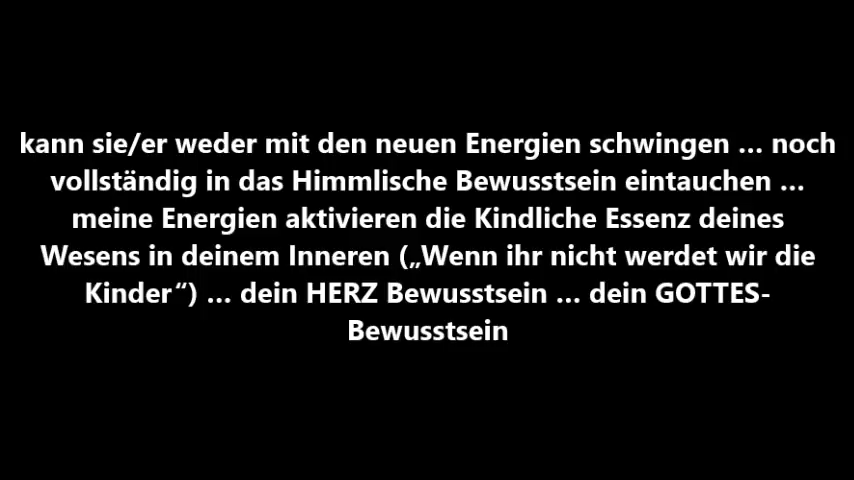 kann sie/er weder mit den neuen Energien schwingen ... noch
vollständig in das Himmlische Bewusstsein eintauchen ...
meine Energien aktivieren die Kindliche Essenz deines
Wesens in deinem Inneren („Wenn ihr nicht werdet wir die
Kinder“) ... dein HERZ Bewusstsein ... dein GOTTES-
Bewusstsein